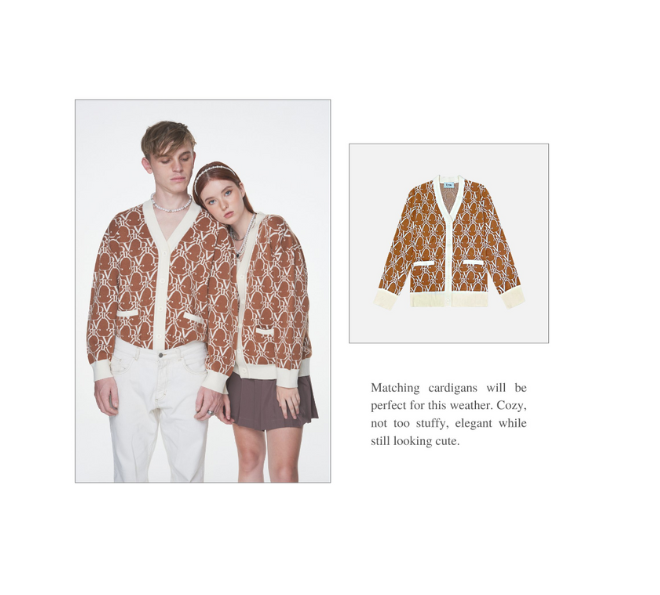 Matching cardigans will be
perfect for this weather. Cozy,
not too stuffy, elegant while
still looking cute.